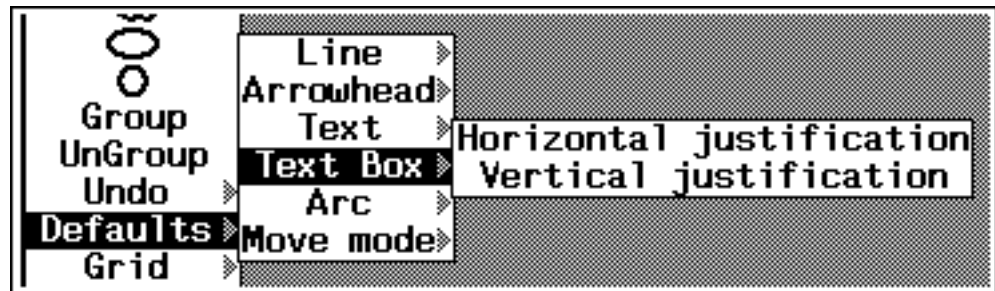 Group
UnGroup
Undo
Defaults
Grid
Line
Arrowhead
Text
Text Box
Arc
Move mode
Horizontal justification
Vertical justification